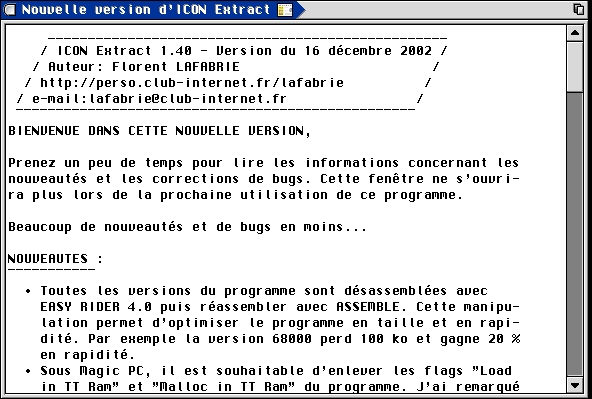 Nouvelle version d'ICON Extract
/ ICON Extract 1.40 - Version du 16 décembre 2002 /
/ Auteur: Florent LAFABRIE /
/ http://perso.club-internet.fr/lafabrie /
/ e-mail:lafabrie@club-internet.fr /
BIENVENUE DANS CETTE NOUVELLE VERSION,
Prenez un peu de temps pour lire les informations concernant les
nouveautés et les corrections de bugs. Cette fenêtre ne s'ouvri-
ra plus lors de la prochaine utilisation de ce programme.
Beaucoup de nouveautés et de bugs en moins...
NOUVEAUTES :
• Toutes les versions du programme sont désassemblées avec
EASY RIDER 4.0 puis réassembler avec ASSEMBLE. Cette manipu-
lation permet d'optimiser le programme en taille et en rapi-
dité. Par exemple la version 68000 perd 100 ko et gagne 20 %
en rapidité.
• Sous Magic PC, il est souhaitable d'enlever les flags "Load
in TT Ram" et "Malloc in TT Ram" du programme. J'ai remarqué